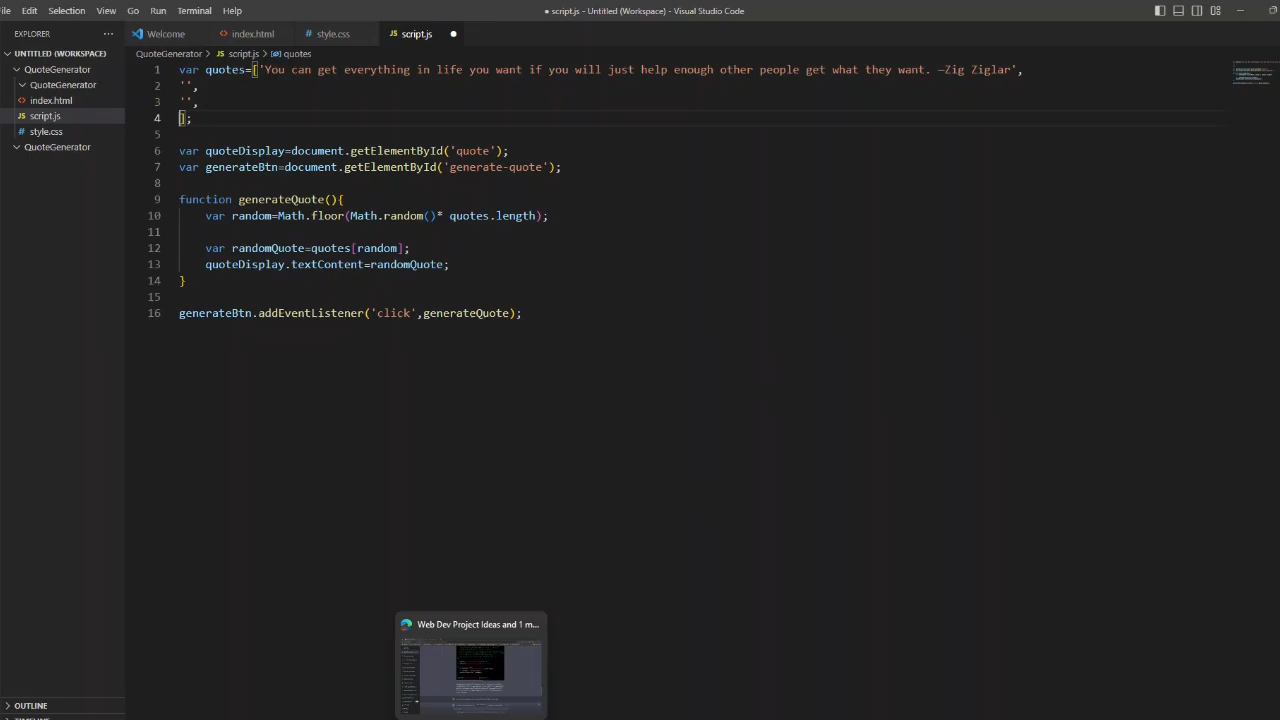 File Edit Selection View Go Run Terminal Help ● script.js - Untitled (Workspace) - Visual Studio Code
EXPLORER ··· Welcome index.html style.css script.js
UNTITLED (WORKSPACE) QuoteGenerator > script.js > quotes
QuoteGenerator
QuoteGenerator
index.html
script.js
style.css
QuoteGenerator
1 var quotes=['You can get everything in life you want if you will just help enough other people get what they want. —Zig Ziglar',
2 '',
3 '',
4 ];
5
6 var quoteDisplay=document.getElementById('quote');
7 var generateBtn=document.getElementById('generate-quote');
8
9 function generateQuote(){
10 var random=Math.floor(Math.random()* quotes.length);
11
12 var randomQuote=quotes[random];
13 quoteDisplay.textContent=randomQuote;
14 }
15
16 generateBtn.addEventListener('click',generateQuote);
Web Dev Project Ideas and 1 m...
OUTLINE